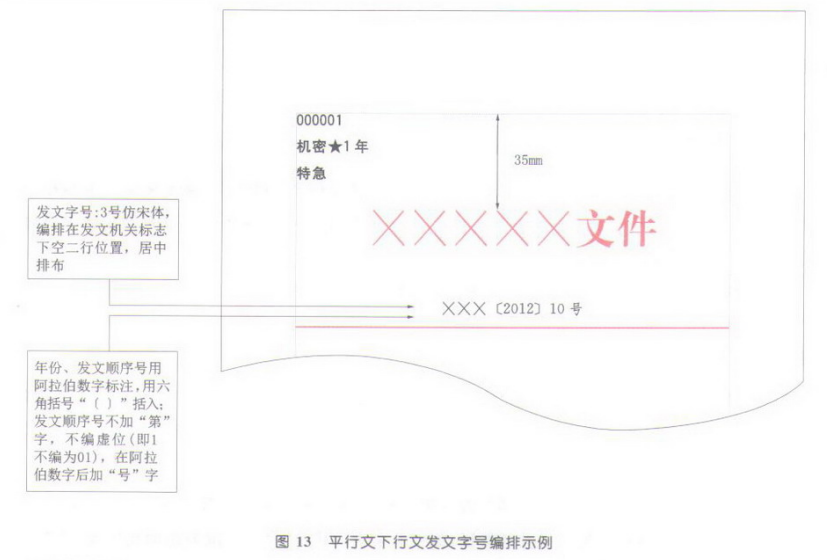 000001
机密★1年
特急
35mm
×××××文件
发文字号:3号仿宋体，
编排在发文机关标志
下空二行位置，居中
排布
××× 〔2012〕 10 号
年份、发文顺序号用
阿拉伯数字标注，用六
角括号“〔 〕”括入;
发文顺序号不加“第”
字，不编虚位(即1
不编为01)，在阿拉
伯数字后加“号”字
图 13 平行文下行文发文字号编排示例